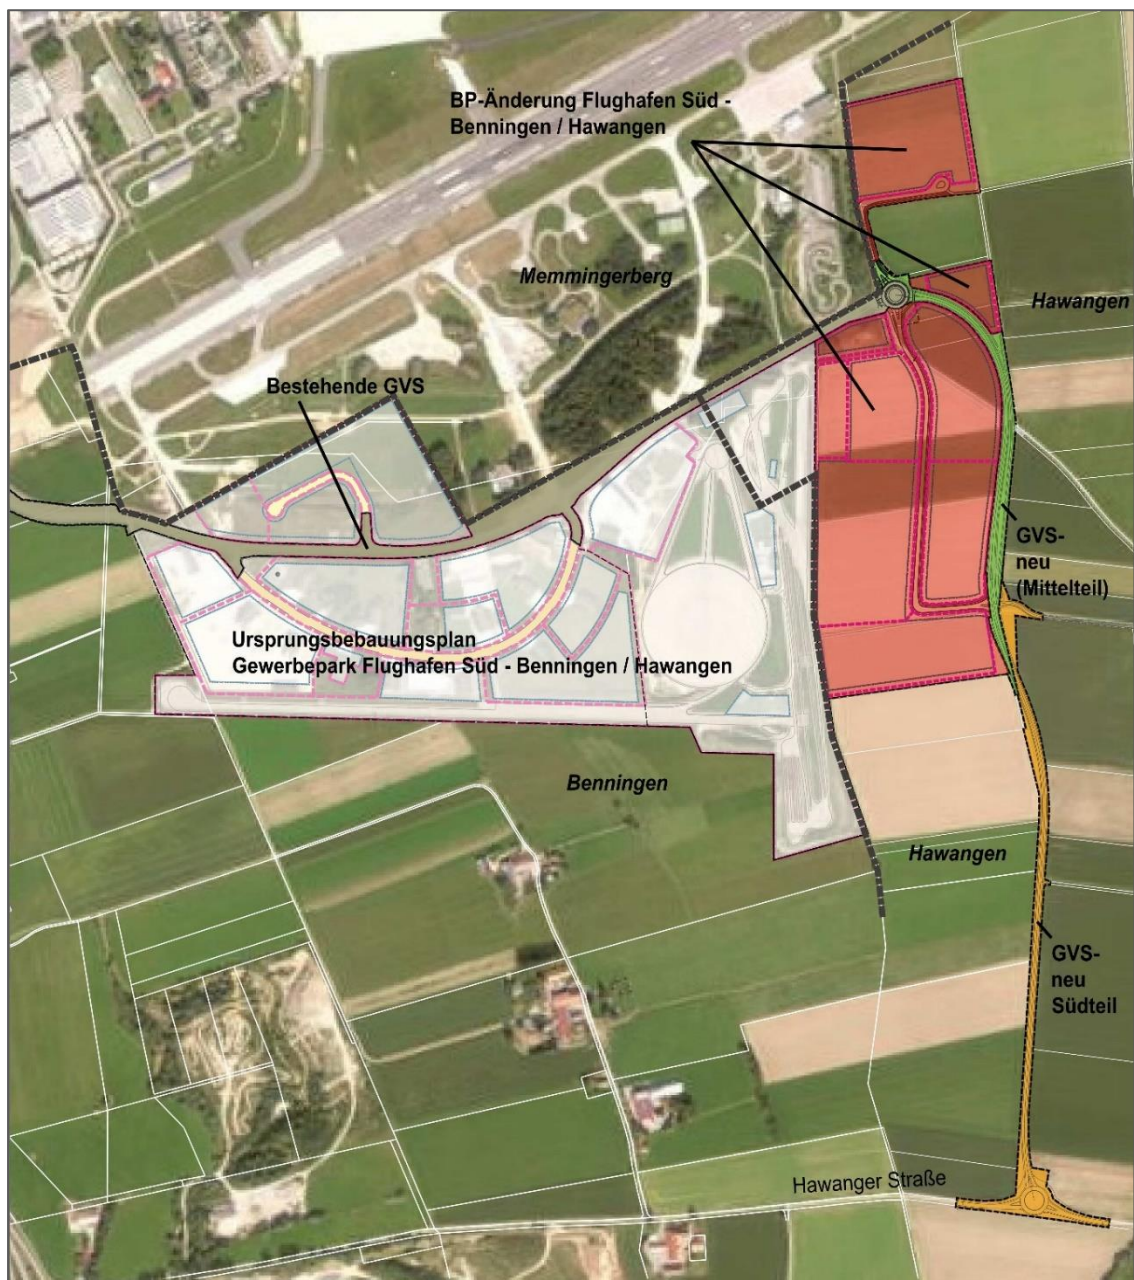 BP-Änderung Flughafen Süd -
Benningen / Hawangen
Memmingerberg
Hawangen
Bestehende GVS
GVS-
neu
(Mittelteil)
Ursprungsbebauungsplan
Gewerbepark Flughafen Süd - Benningen / Hawangen
Benningen
Hawangen
GVS-
neu
Südteil
Hawanger Straße